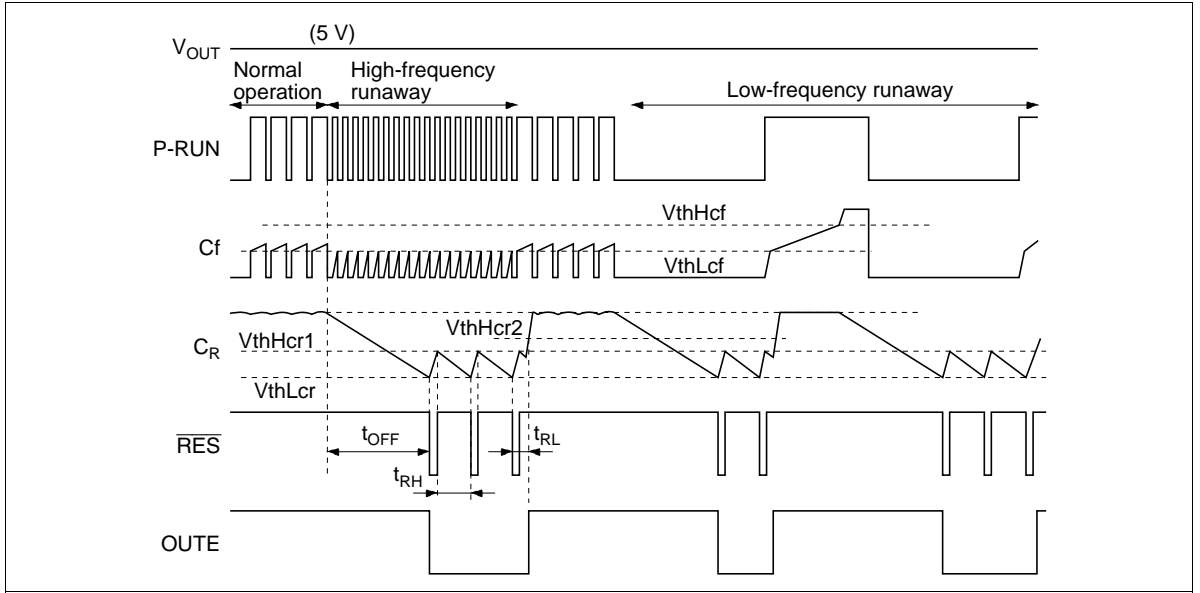 (5 V)
VOUT
Normal operation
High-frequency runaway
Low-frequency runaway
P-RUN
VthHcf
Cf
VthLcf
VthHcr2
VthHcr1
CR
VthLcr
RES
tOFF
tRL
tRH
OUTE